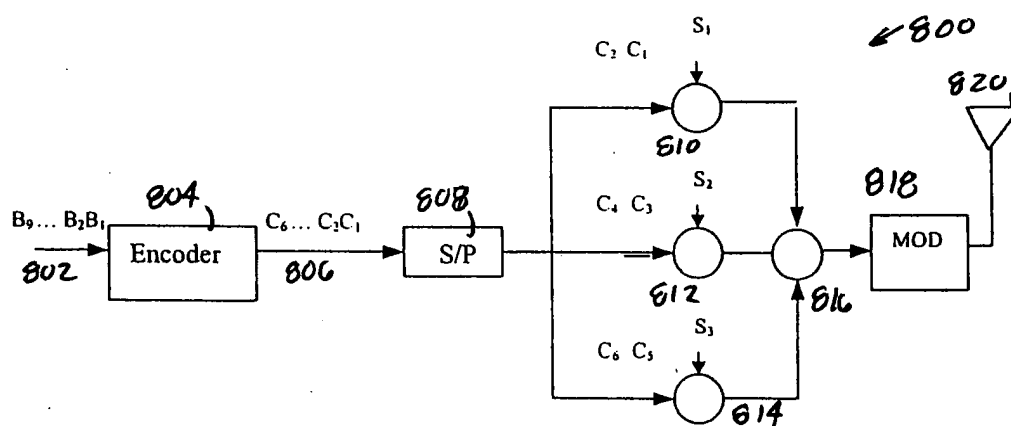 S₁
800
C₂ C₁
820
810
S₂
818
804
808
C₄ C₃
B₉... B₂B₁
C₆... C₂C₁
Encoder
S/P
MOD
802
806
812
816
S₃
C₆ C₅
814